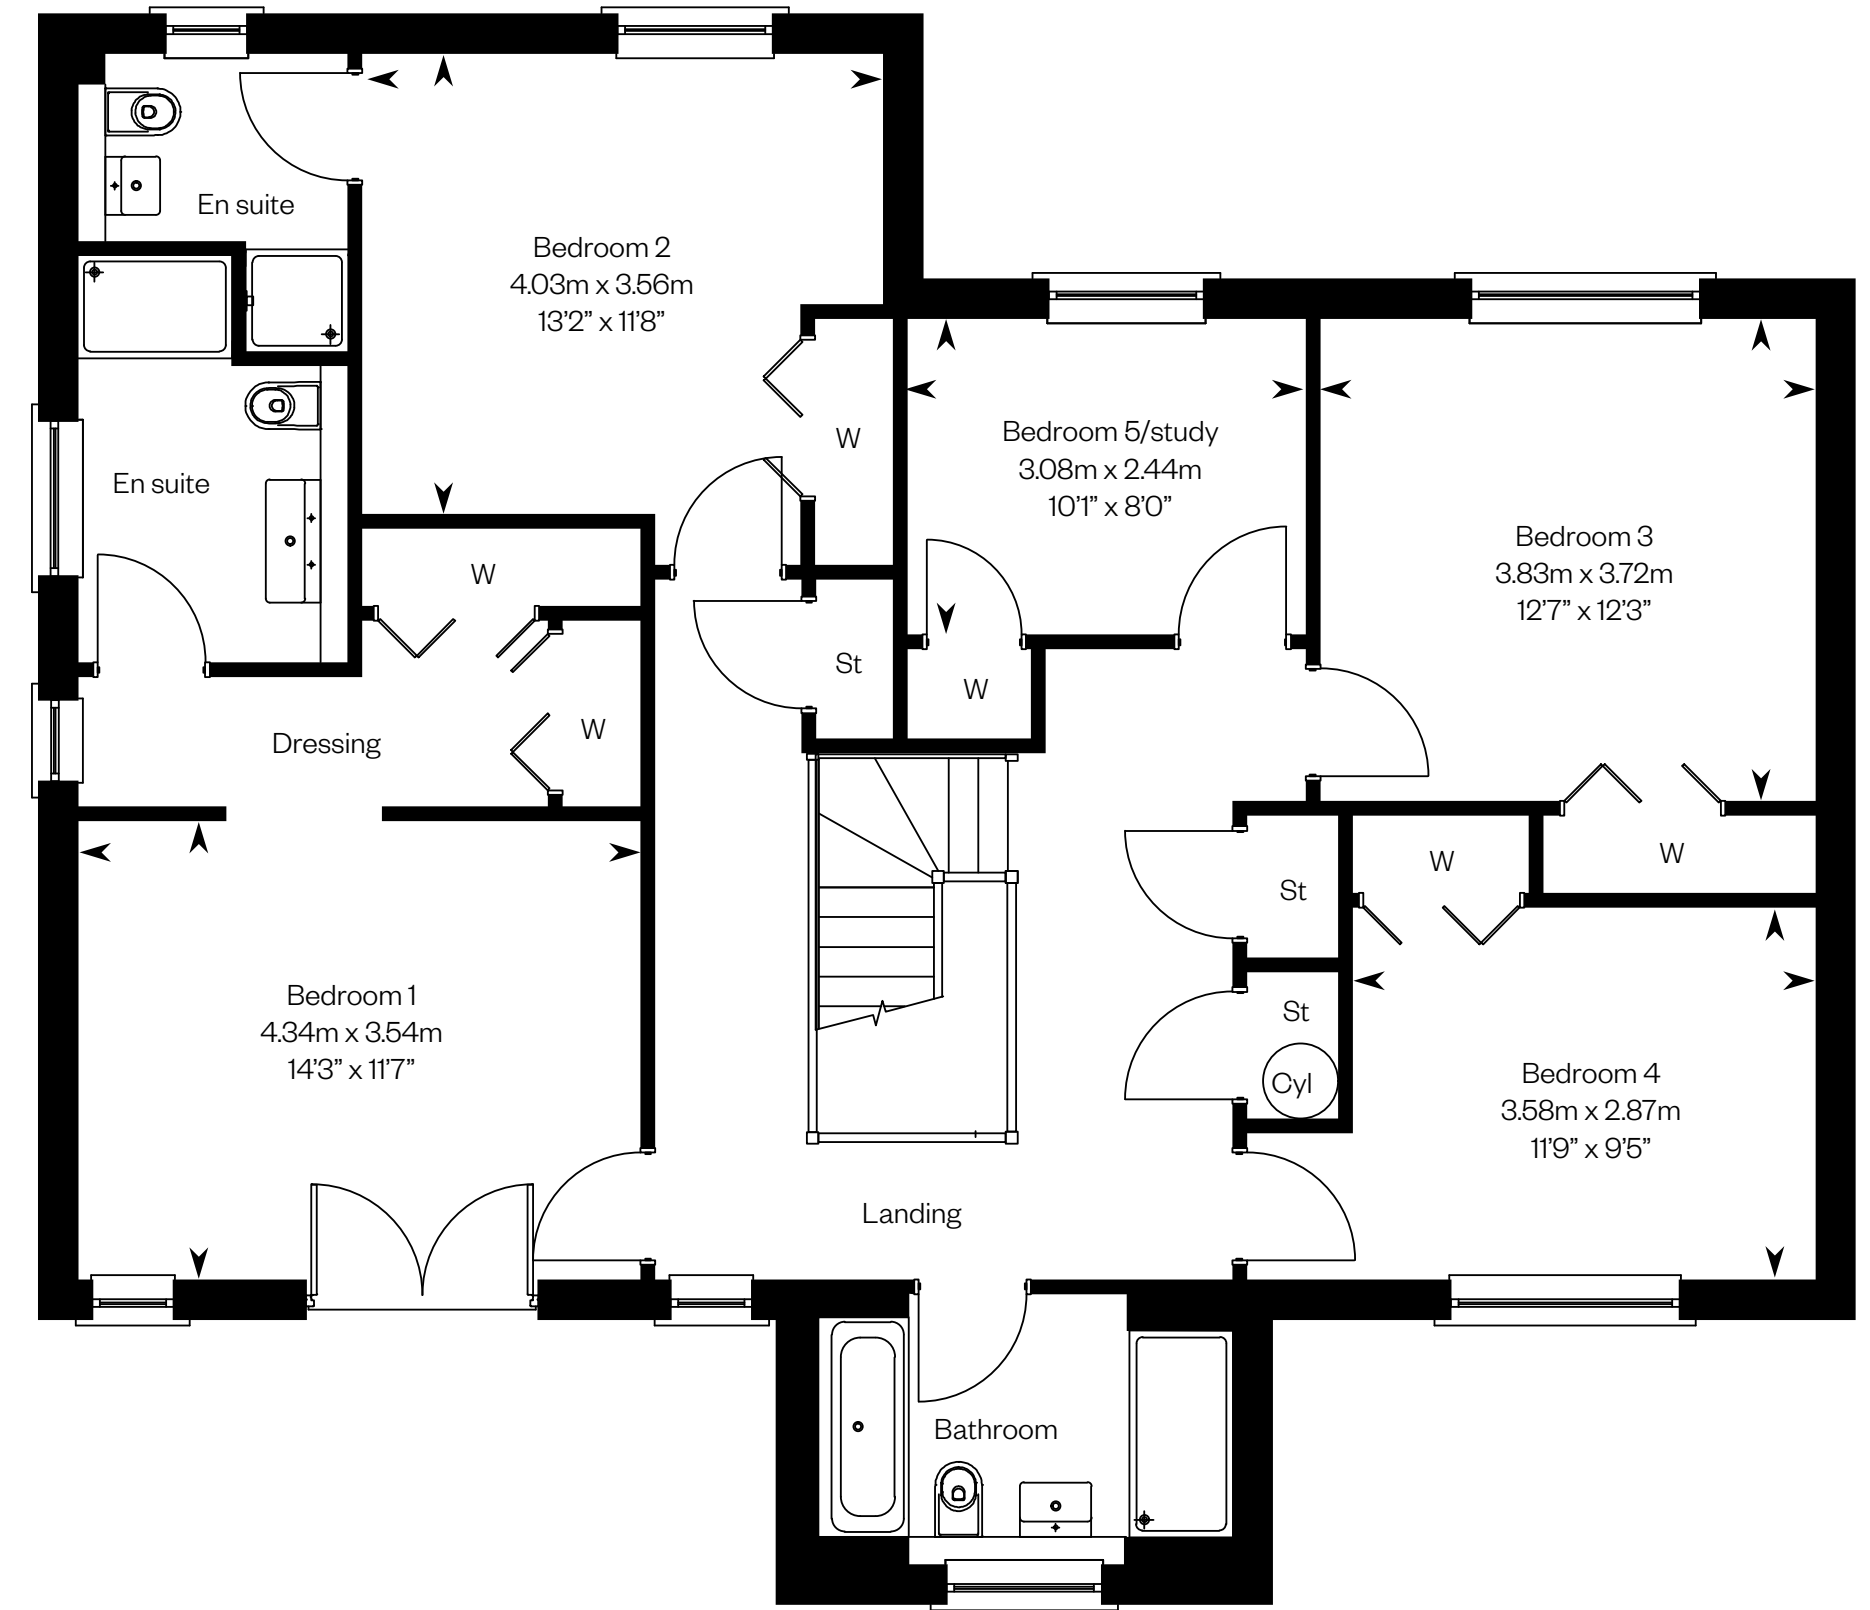 En suite
Bedroom 2
4.03m x 3.56m
13'2” x 11'8”
W
Bedroom 5/study
3.08m x 2.44m
10'1” x 8'0”
En suite
W
Bedroom 3
3.83m x 3.72m
12'7” x 12'3”
St
W
W
Dressing
W
W
St
Bedroom 1
4.34m x 3.54m
14'3” x 11'7”
St
Cyl
Bedroom 4
3.58m x 2.87m
11'9” x 9'5”
Landing
Bathroom